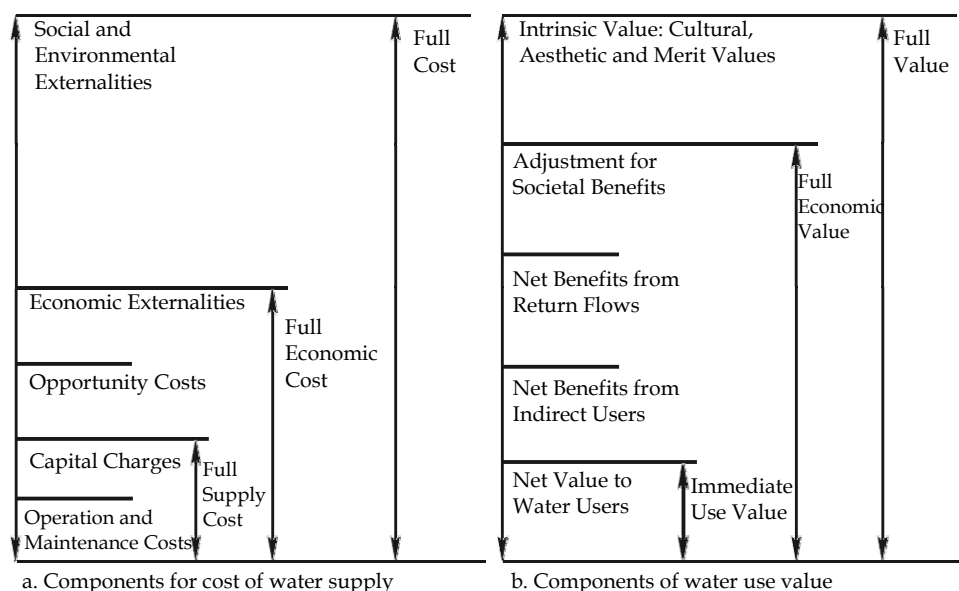 Social and
Environmental
Externalities
Full
Cost
Economic Externalities
Full
Economic
Cost
Opportunity Costs
Capital Charges
Full
Supply
Cost
Operation and
Maintenance Costs
a. Components for cost of water supply
Intrinsic Value: Cultural,
Aesthetic and Merit Values
Full
Value
Adjustment for
Societal Benefits
Full
Economic
Value
Net Benefits from
Return Flows
Net Benefits from
Indirect Users
Net Value to
Water Users
Immediate
Use Value
b. Components of water use value